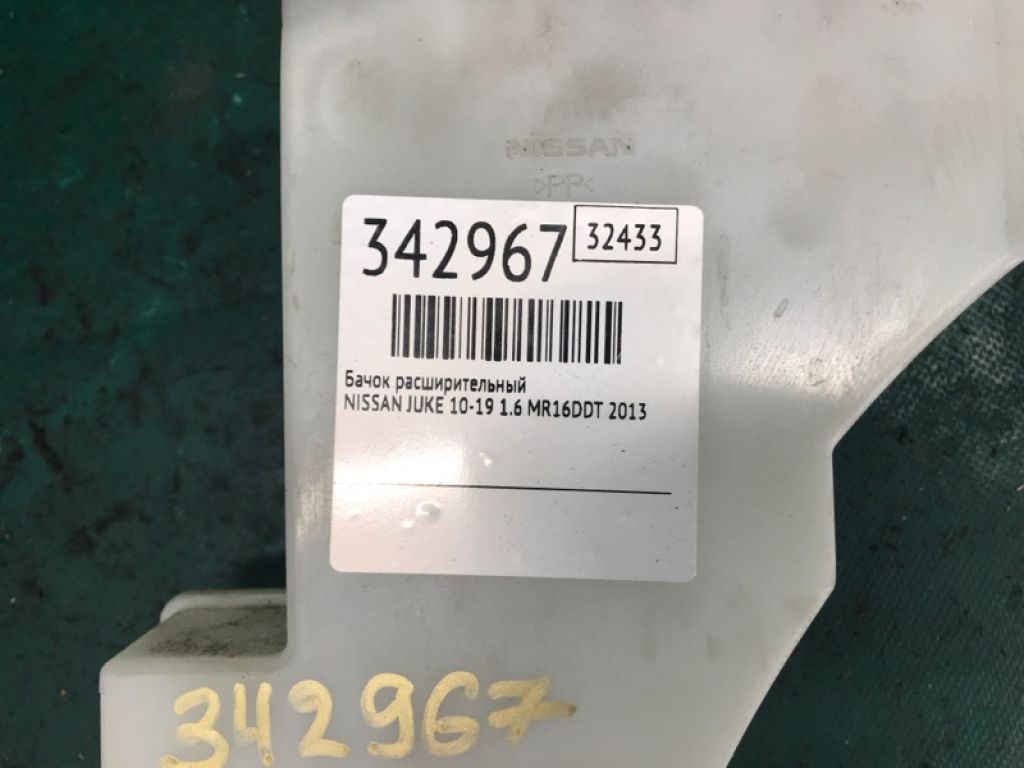 NISSAN
>PP<
342967
32433
Бачок расширительный
NISSAN JUKE 10-19 1.6 MR16DDT 2013
342967